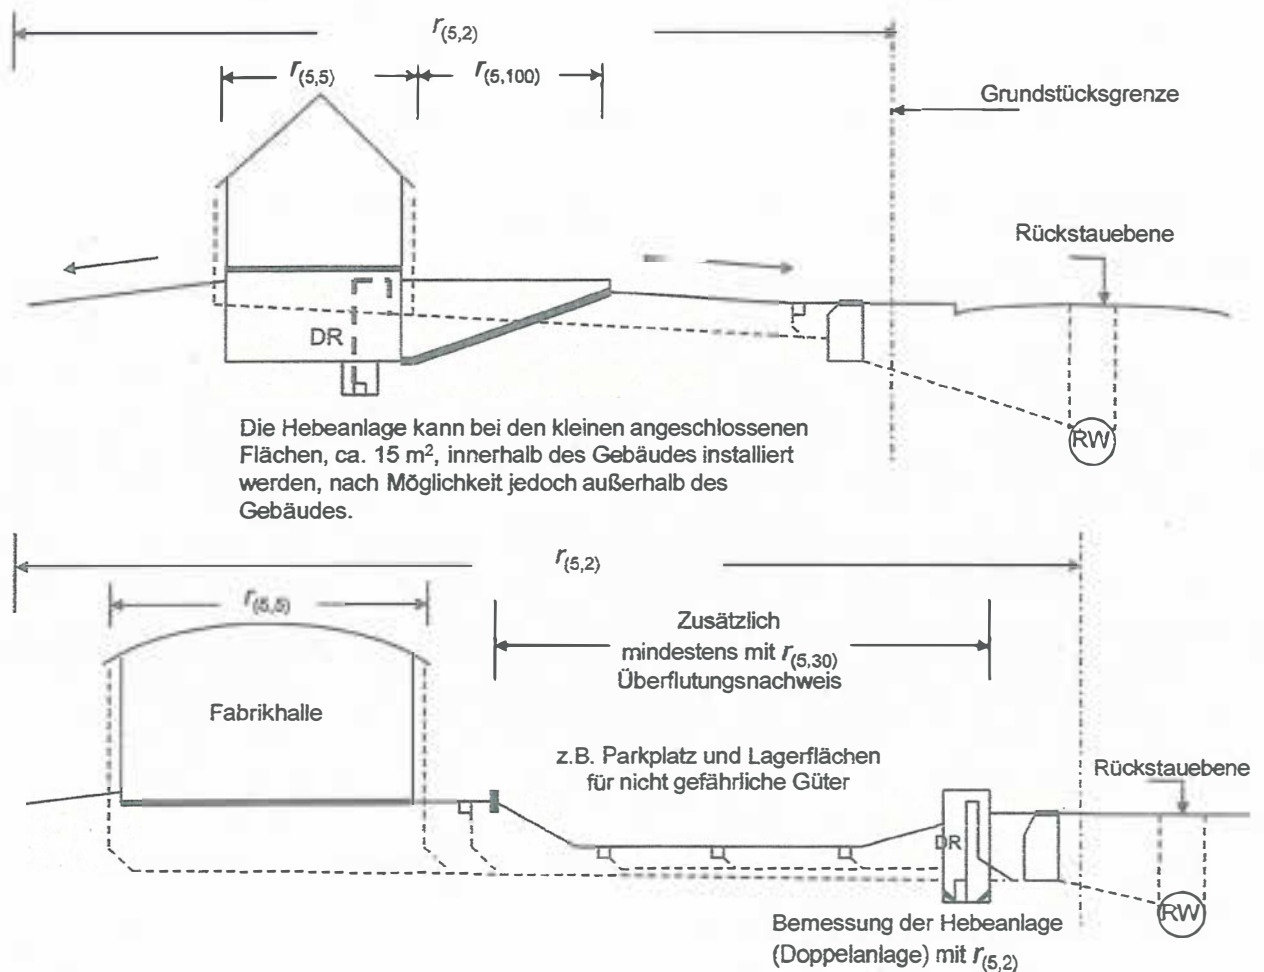 r(5,2)
r(5,5)
r(5,100)
Grundstücksgrenze
Rückstauebene
DR
RW
Die Hebeanlage kann bei den kleinen angeschlossenen
Flächen, ca. 15 m², innerhalb des Gebäudes installiert
werden, nach Möglichkeit jedoch außerhalb des
Gebäudes.
r(5,2)
r(5,5)
Zusätzlich
mindestens mit r(5,30)
Überflutungsnachweis
Fabrikhalle
z.B. Parkplatz und Lagerflächen
für nicht gefährliche Güter
Rückstauebene
DR
RW
Bemessung der Hebeanlage
(Doppelanlage) mit r(5,2)